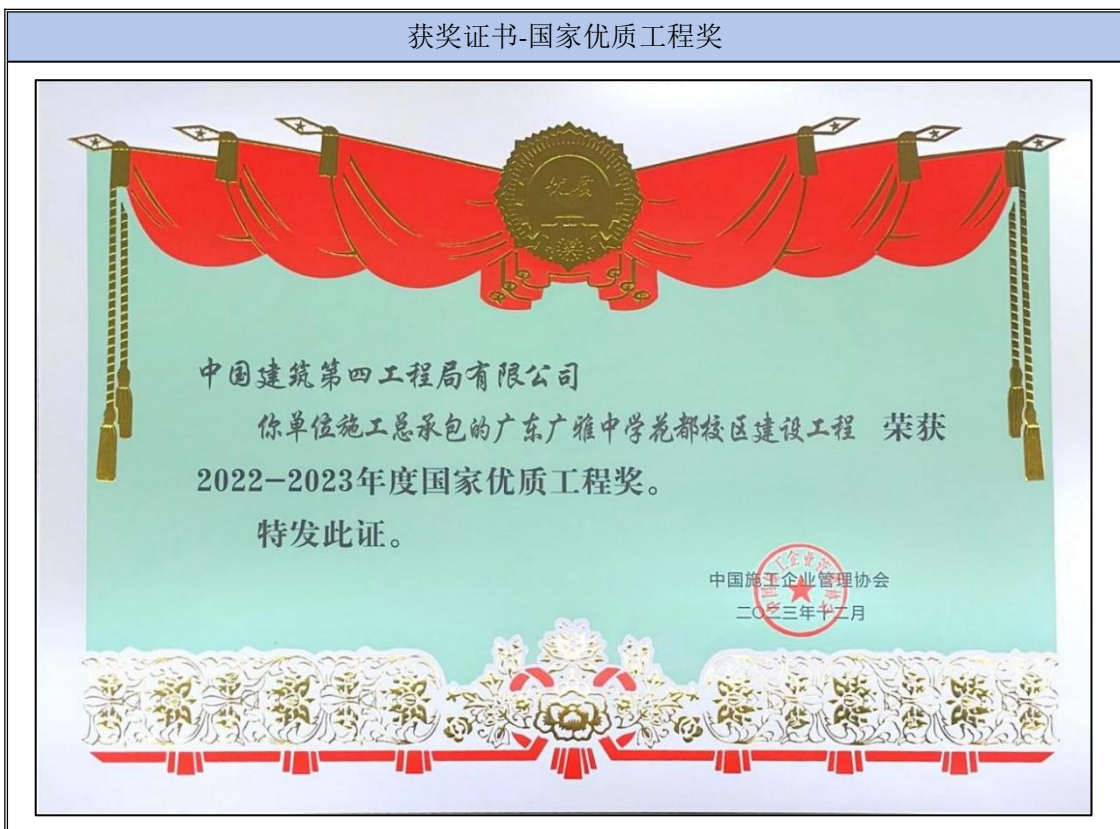 获奖证书-国家优质工程奖
优质
奖
中国建筑第四工程局有限公司
你单位施工总承包的广东广雅中学花都校区建设工程 荣获
2022-2023年度国家优质工程奖。
特发此证。
中国施工企业管理协会
二〇二三年十二月